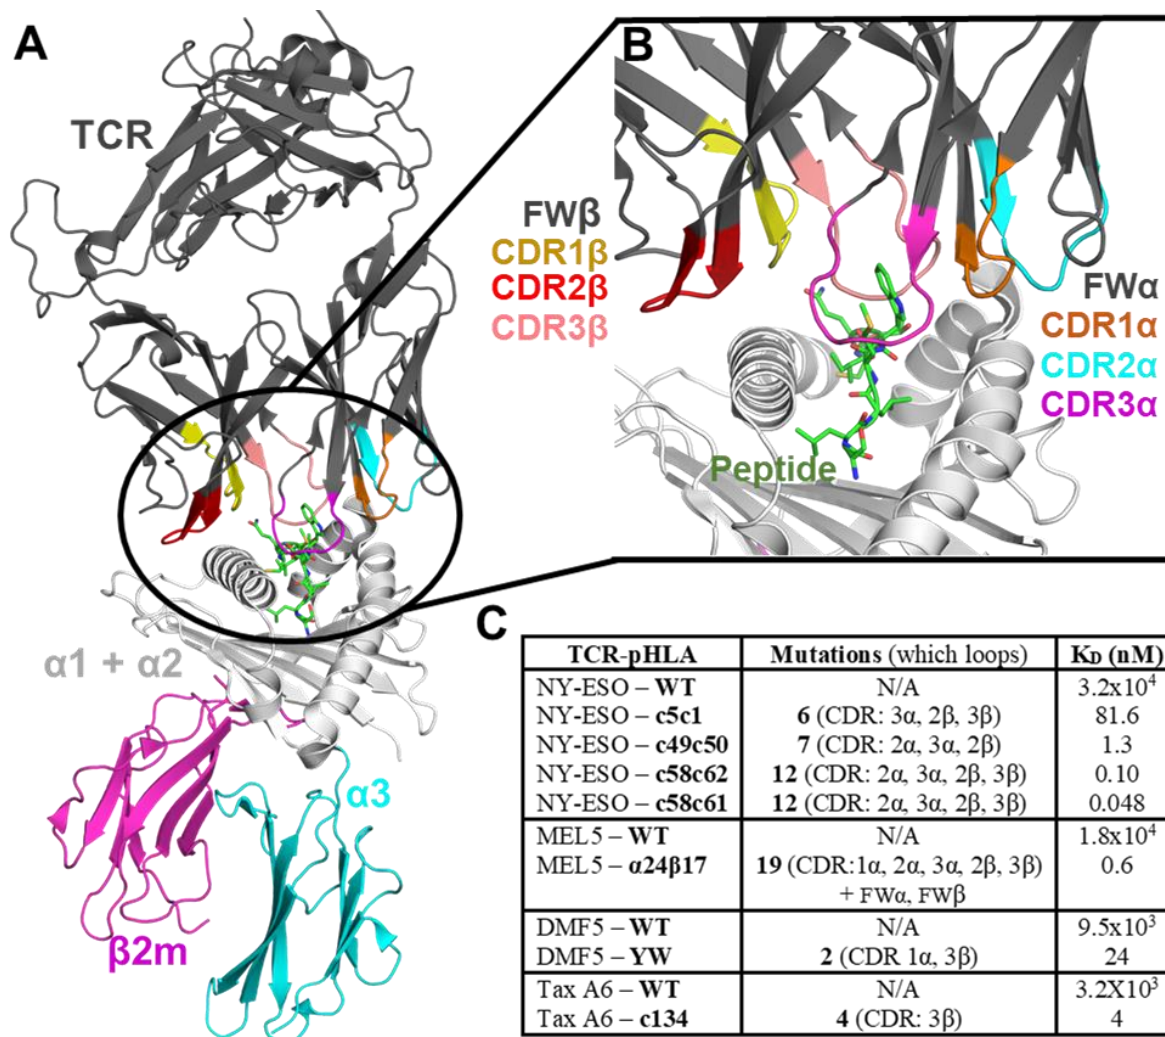 A
TCR
FWβ
CDR1β
CDR2β
CDR3β
α1 + α2
α3
β2m
B
FWα
CDR1α
CDR2α
CDR3α
Peptide
C
TCR-pHLA Mutations (which loops) K_D (nM)
NY-ESO – WT N/A 3.2x10⁴
NY-ESO – c5c1 6 (CDR: 3α, 2β, 3β) 81.6
NY-ESO – c49c50 7 (CDR: 2α, 3α, 2β) 1.3
NY-ESO – c58c62 12 (CDR: 2α, 3α, 2β, 3β) 0.10
NY-ESO – c58c61 12 (CDR: 2α, 3α, 2β, 3β) 0.048
MEL5 – WT N/A 1.8x10⁴
MEL5 – α24β17 19 (CDR:1α, 2α, 3α, 2β, 3β) 0.6
+ FWα, FWβ
DMF5 – WT N/A 9.5x10³
DMF5 – YW 2 (CDR 1α, 3β) 24
Tax A6 – WT N/A 3.2X10³
Tax A6 – c134 4 (CDR: 3β) 4